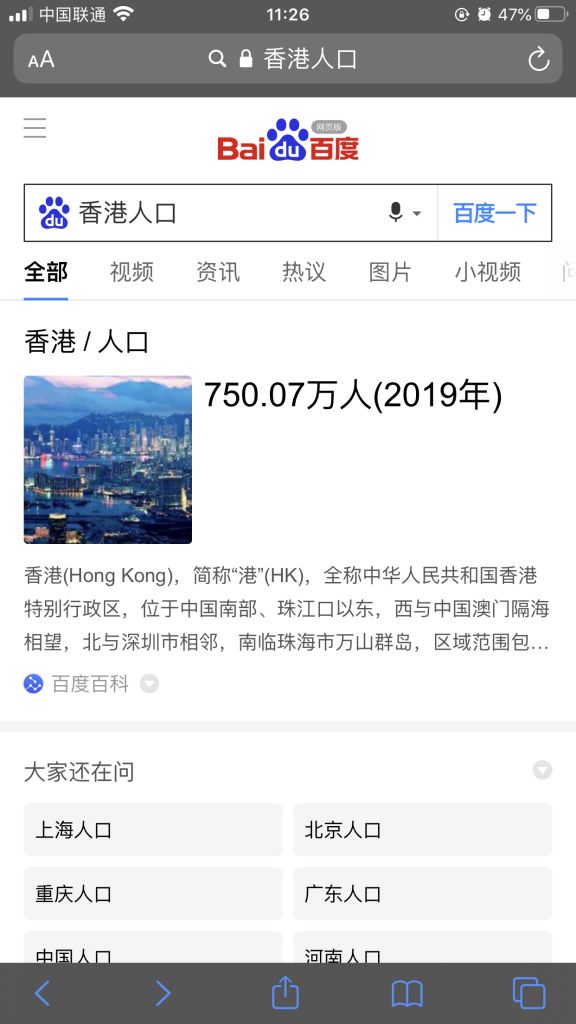 中国联通
11:26
47%
AA
香港人口
Bai du 百度
网页版
du 香港人口
百度一下
全部 视频 资讯 热议 图片 小视频
香港 / 人口
750.07万人(2019年)
香港(Hong Kong)，简称“港”(HK)，全称中华人民共和国香港
特别行政区，位于中国南部、珠江口以东，西与中国澳门隔海
相望，北与深圳市相邻，南临珠海市万山群岛，区域范围包...
百度百科
大家还在问
上海人口 北京人口
重庆人口 广东人口
中国人口 河南人口